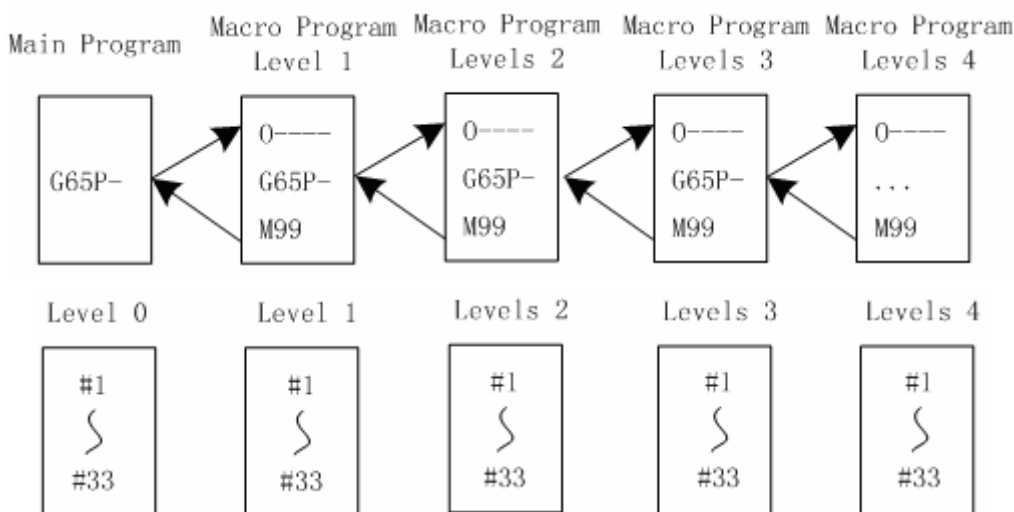 Main Program
Macro Program
Level 1
Macro Program
Levels 2
Macro Program
Levels 3
Macro Program
Levels 4
G65P-
O----
G65P-
M99
O----
G65P-
M99
O----
G65P-
M99
O----
...
M99
Level 0
Level 1
Levels 2
Levels 3
Levels 4
#1
#33
#1
#33
#1
#33
#1
#33
#1
#33